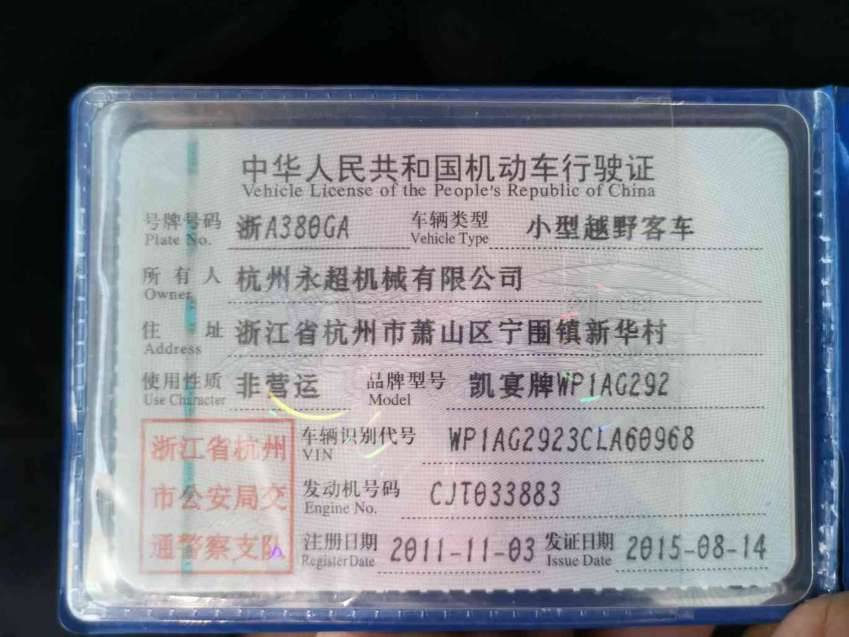 中华人民共和国机动车行驶证
Vehicle License of the People's Republic of China
号牌号码 浙A380GA 车辆类型 小型越野客车
Plate No. Vehicle Type
所有人 杭州永超机械有限公司
Owner
住址 浙江省杭州市萧山区宁围镇新华村
Address
使用性质 非营运 品牌型号 凯宴牌WP1AG292
Use Character Model
浙江省杭州 车辆识别代号 WP1AG2923CLA60968
VIN
市公安局交 发动机号码 CJT033883
Engine No.
通警察支队 注册日期 2011-11-03 发证日期 2015-08-14
Register Date Issue Date